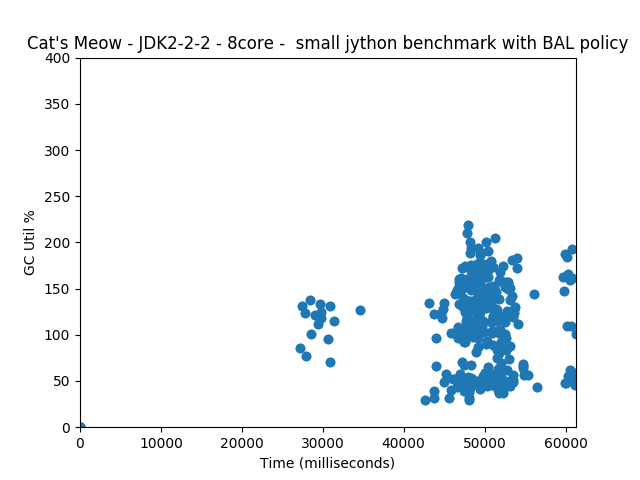 Cat's Meow - JDK2-2-2 - 8core -  small jython benchmark with BAL policy
400
350
300
250
200
150
100
50
0
GC Util %
0 10000 20000 30000 40000 50000 60000
Time (milliseconds)